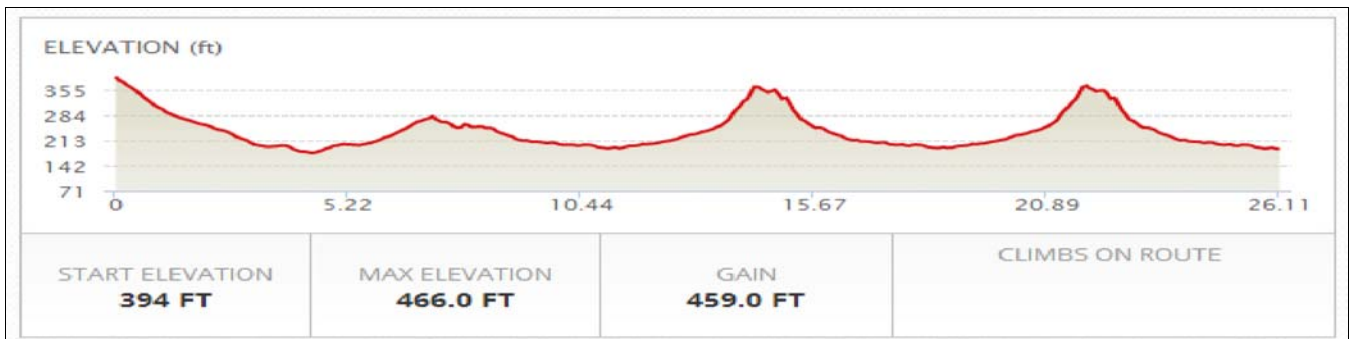 ELEVATION (ft)
355
284
213
142
71
0 5.22 10.44 15.67 20.89 26.11
START ELEVATION MAX ELEVATION GAIN CLIMBS ON ROUTE
394 FT 466.0 FT 459.0 FT